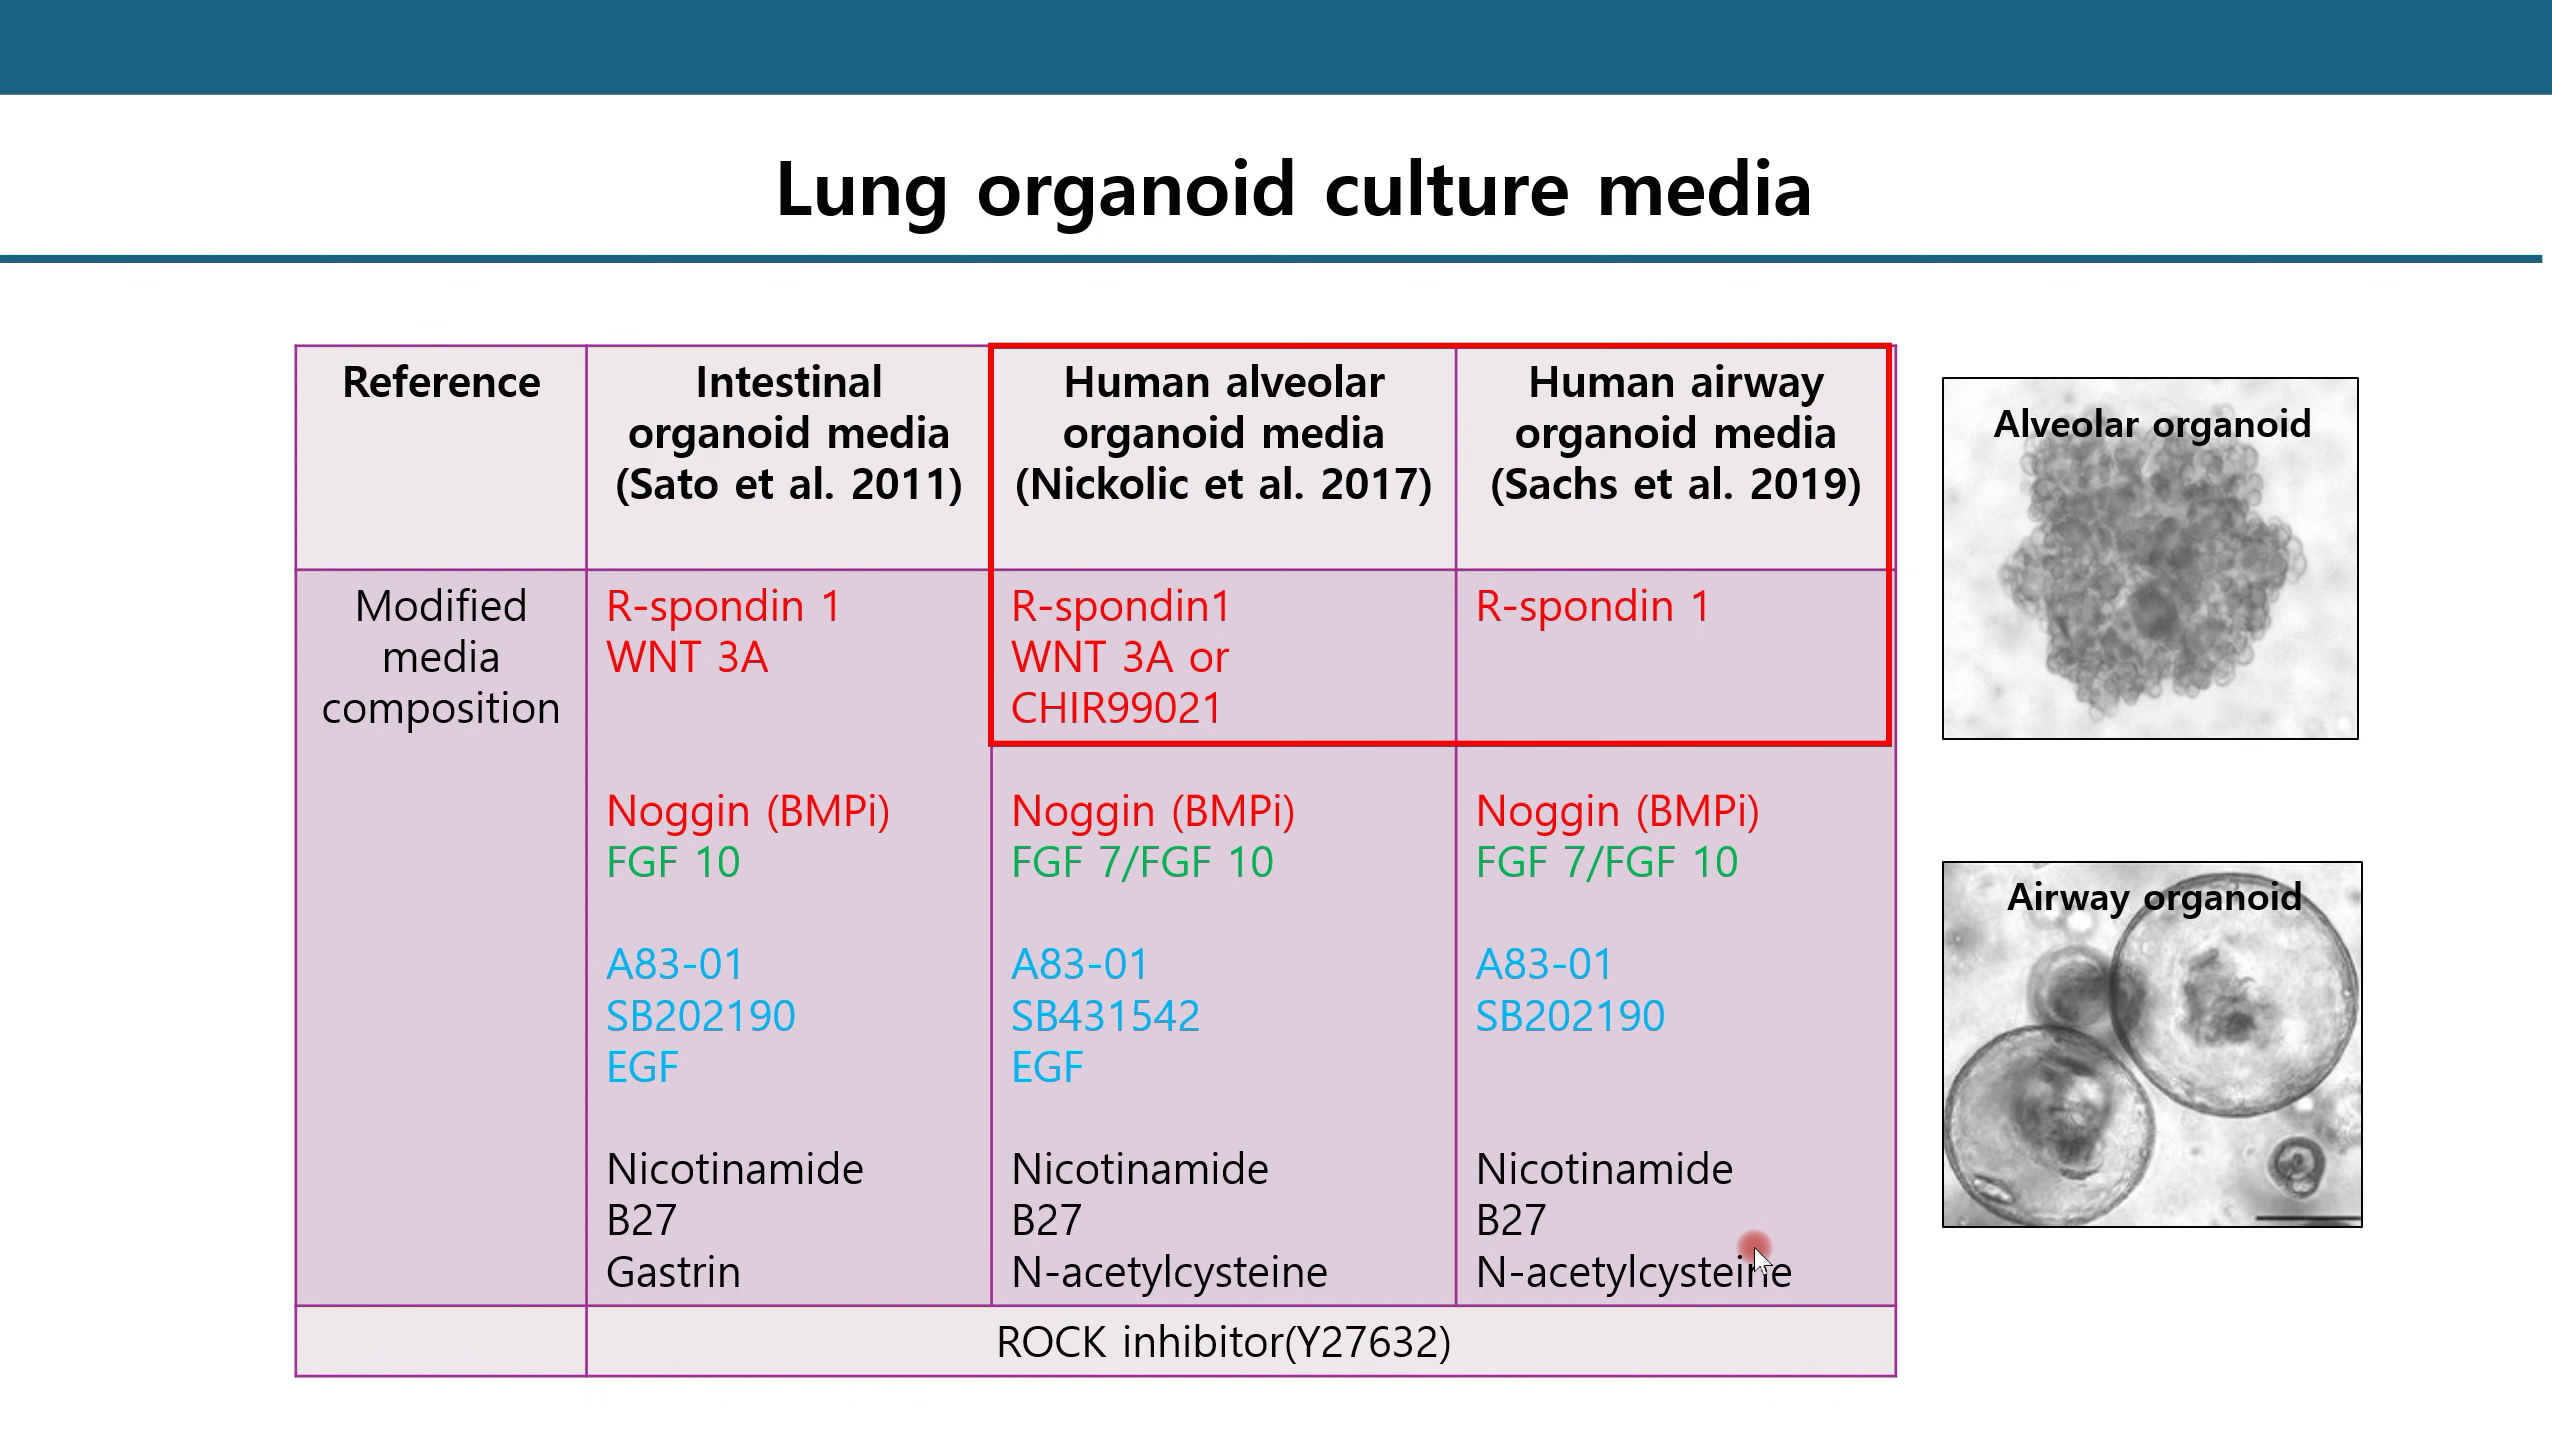 Lung organoid culture media
Reference
Intestinal
organoid media
(Sato et al. 2011)
Human alveolar
organoid media
(Nickolic et al. 2017)
Human airway
organoid media
(Sachs et al. 2019)
Modified
media
composition
R-spondin 1
WNT 3A
Noggin (BMPi)
FGF 10
A83-01
SB202190
EGF
Nicotinamide
B27
Gastrin
R-spondin1
WNT 3A or
CHIR99021
Noggin (BMPi)
FGF 7/FGF 10
A83-01
SB431542
EGF
Nicotinamide
B27
N-acetylcysteine
R-spondin 1
Noggin (BMPi)
FGF 7/FGF 10
A83-01
SB202190
Nicotinamide
B27
N-acetylcysteine
ROCK inhibitor(Y27632)
Alveolar organoid
Airway organoid